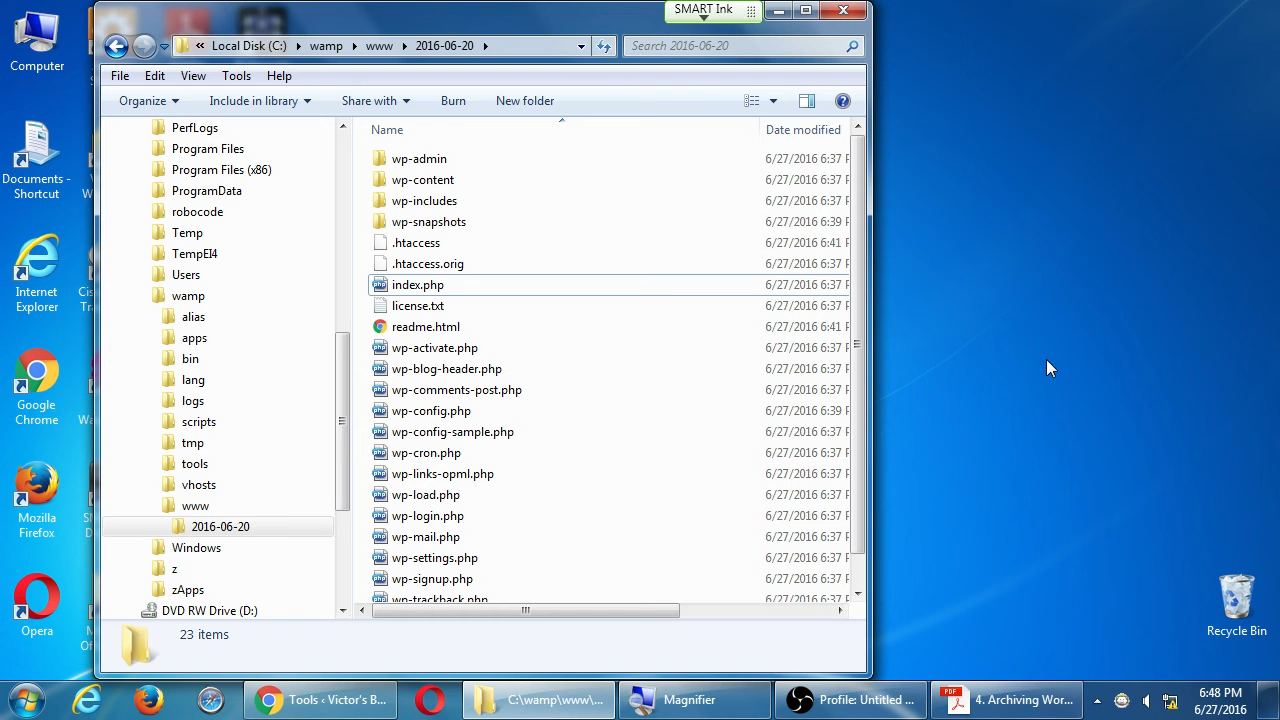 SMART Ink
Computer
Documents - Shortcut
Internet Explorer
Google Chrome
Mozilla Firefox
Opera
Local Disk (C:) wamp www 2016-06-20
Search 2016-06-20
File Edit View Tools Help
Organize Include in library Share with Burn New folder
PerfLogs
Program Files
Program Files (x86)
ProgramData
robocode
Temp
TempEI4
Users
wamp
alias
apps
bin
lang
logs
scripts
tmp
tools
vhosts
www
2016-06-20
Windows
z
zApps
DVD RW Drive (D:)
Name Date modified
wp-admin 6/27/2016 6:37
wp-content 6/27/2016 6:37
wp-includes 6/27/2016 6:37
wp-snapshots 6/27/2016 6:39
.htaccess 6/27/2016 6:41
.htaccess.orig 6/27/2016 6:37
index.php 6/27/2016 6:37
license.txt 6/27/2016 6:37
readme.html 6/27/2016 6:41
wp-activate.php 6/27/2016 6:37
wp-blog-header.php 6/27/2016 6:37
wp-comments-post.php 6/27/2016 6:37
wp-config.php 6/27/2016 6:39
wp-config-sample.php 6/27/2016 6:37
wp-cron.php 6/27/2016 6:37
wp-links-opml.php 6/27/2016 6:37
wp-load.php 6/27/2016 6:37
wp-login.php 6/27/2016 6:37
wp-mail.php 6/27/2016 6:37
wp-settings.php 6/27/2016 6:37
wp-signup.php 6/27/2016 6:37
wp-trackback.php 6/27/2016 6:37
23 items
Recycle Bin
Tools ‹ Victor's B...
C:\wamp\www\...
Magnifier
Profile: Untitled ...
PDF
4. Archiving Wor...
6:48 PM
6/27/2016